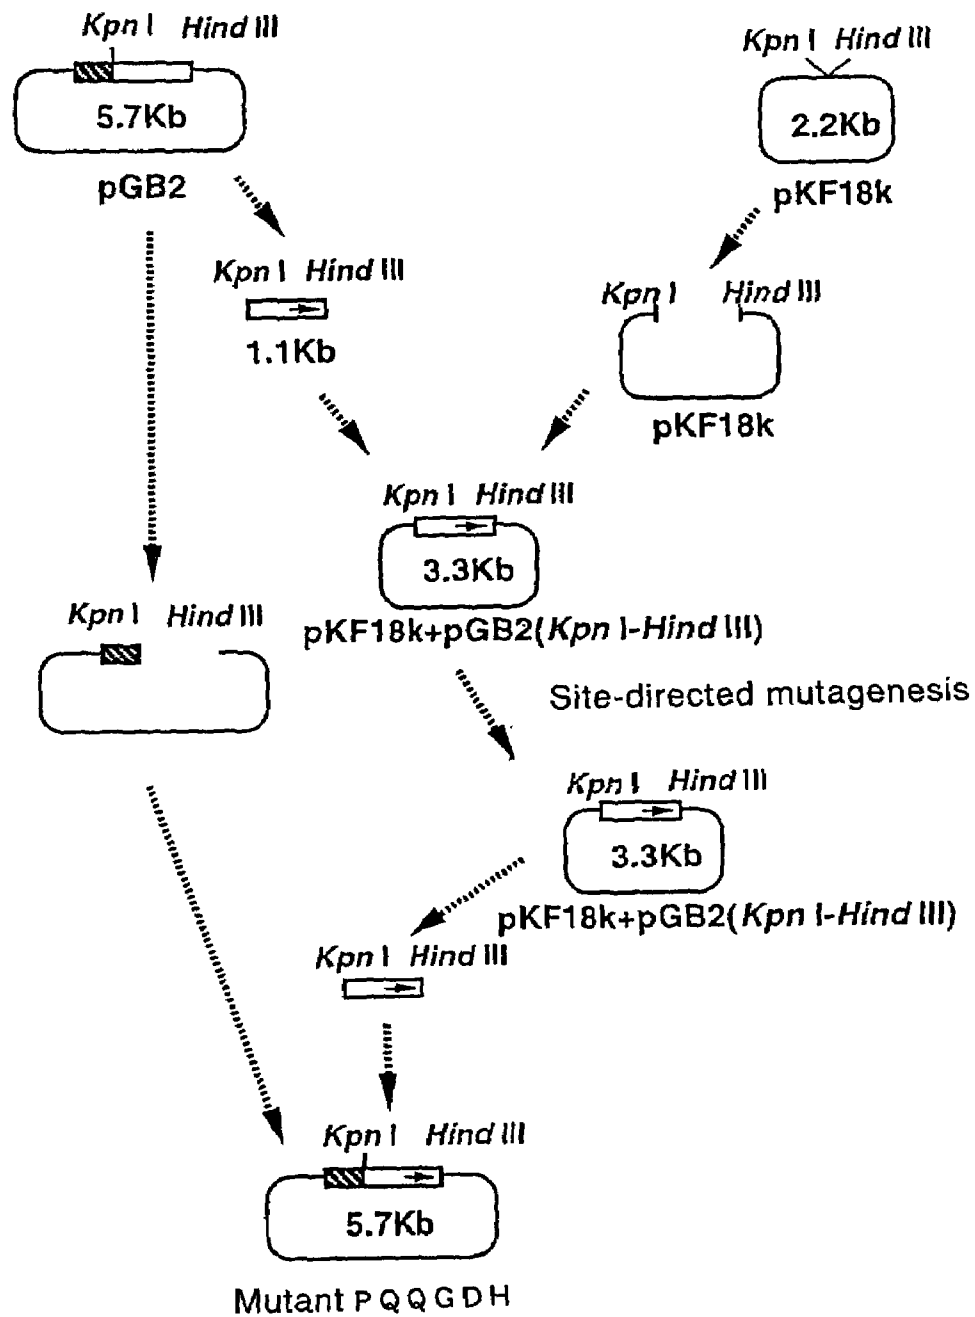 Kpn I Hind III
5.7Kb
pGB2
Kpn I Hind III
2.2Kb
pKF18k
Kpn I Hind III
1.1Kb
Kpn I Hind III
pKF18k
Kpn I Hind III
3.3Kb
pKF18k+pGB2(Kpn I-Hind III)
Kpn I Hind III
Site-directed mutagenesis
Kpn I Hind III
3.3Kb
pKF18k+pGB2(Kpn I-Hind III)
Kpn I Hind III
Kpn I Hind III
5.7Kb
Mutant PQQGDH